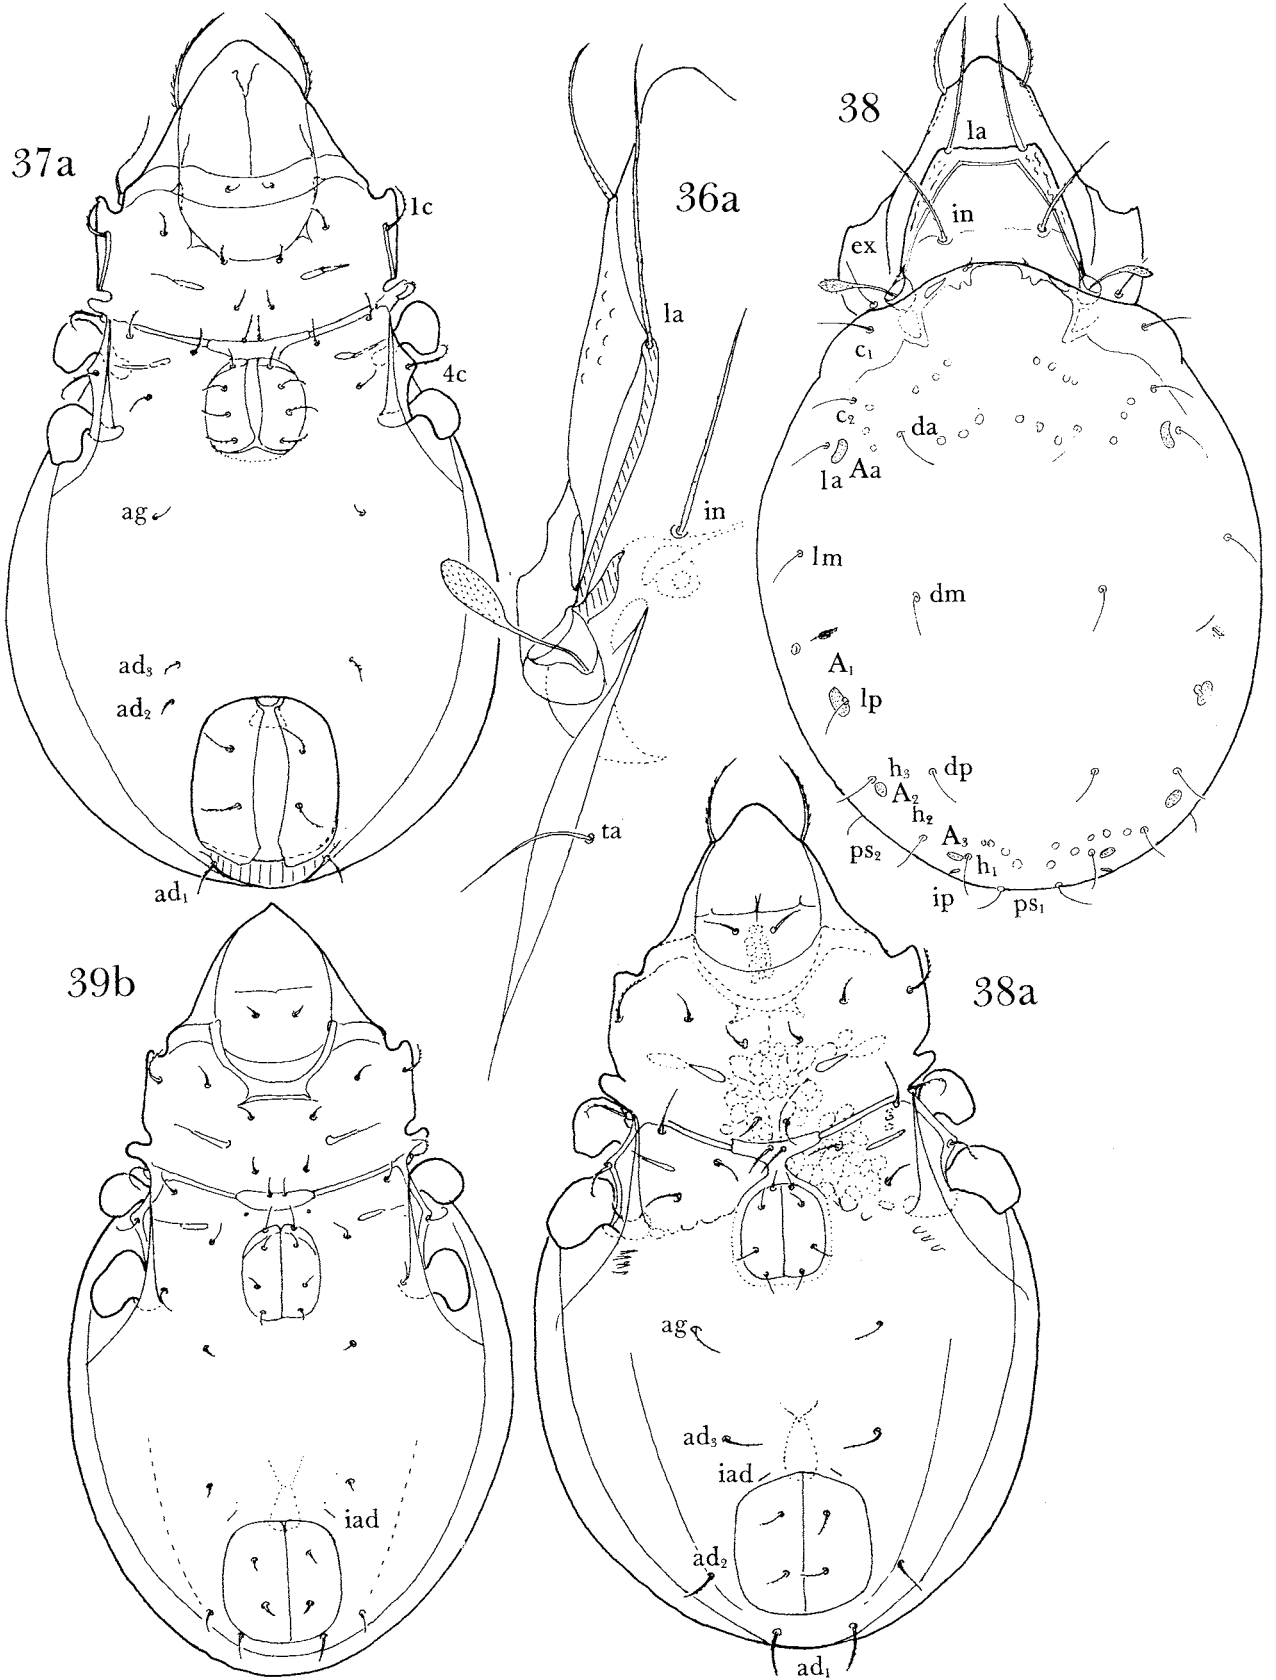 37a
1c
4c
ag
ad₃
ad₂
ad₁
36a
la
in
ta
38
la
in
ex
c₁
c₂
da
la
Aa
lm
dm
A₁
lp
h₃
dp
A₂
h₂
A₃
ps₂
h₁
ip
ps₁
39b
iad
38a
ag
ad₃
iad
ad₂
ad₁